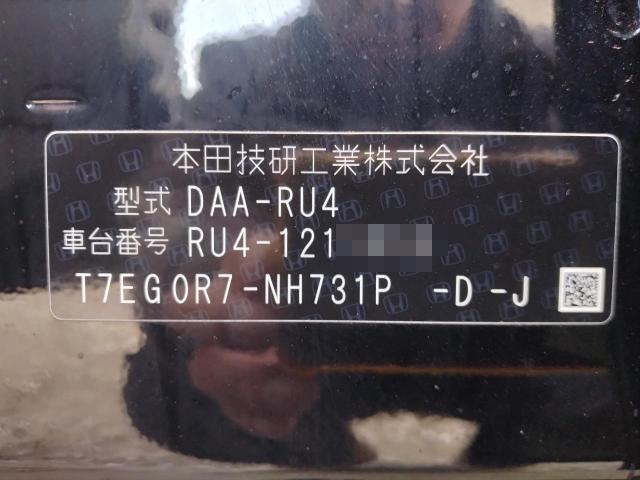 本田技研工業株式会社
型式 DAA-RU4
車台番号 RU4-121
T7EG0R7-NH731P -D-J